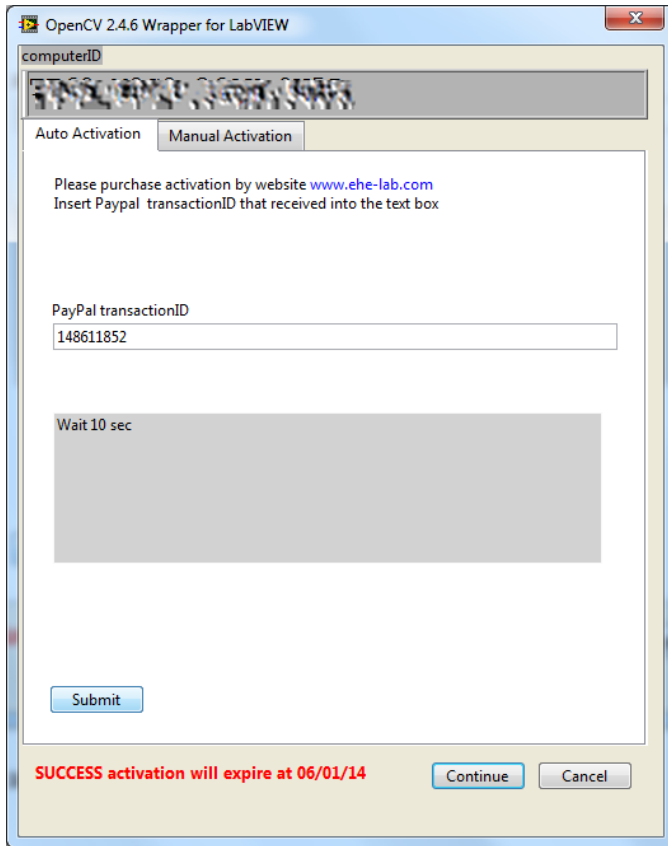 OpenCV 2.4.6 Wrapper for LabVIEW
computerID
Auto Activation
Manual Activation
Please purchase activation by website www.ehe-lab.com
Insert Paypal transactionID that received into the text box
PayPal transactionID
148611852
Wait 10 sec
Submit
SUCCESS activation will expire at 06/01/14
Continue
Cancel